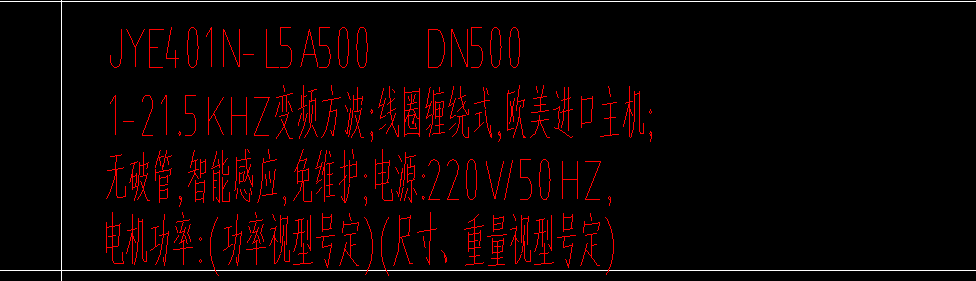 JYE401N-L5A500 DN500
1-21.5KHZ变频方波;线圈缠绕式,欧美进口主机;
无破管,智能感应,免维护;电源:220V/50HZ,
电机功率:(功率视型号定)(尺寸、重量视型号定)